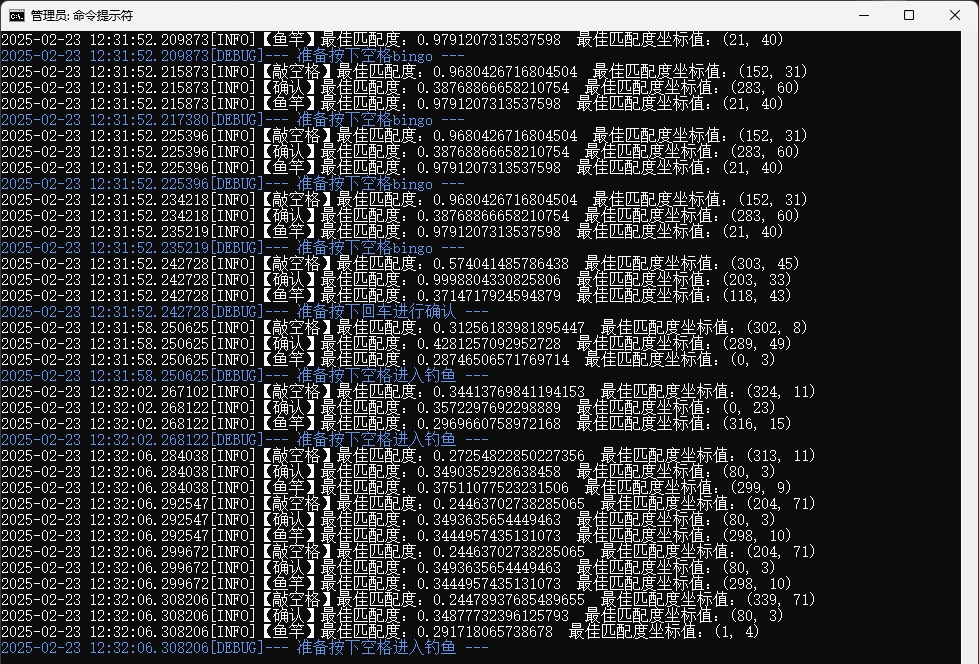 管理员: 命令提示符
2025-02-23 12:31:52.209873[INFO]【鱼竿】最佳匹配度：0.9791207313537598  最佳匹配度坐标值：(21, 40)
2025-02-23 12:31:52.209873[DEBUG]--- 准备按下空格bingo ---
2025-02-23 12:31:52.215873[INFO]【敲空格】最佳匹配度：0.9680426716804504  最佳匹配度坐标值：(152, 31)
2025-02-23 12:31:52.215873[INFO]【确认】最佳匹配度：0.38768866658210754  最佳匹配度坐标值：(283, 60)
2025-02-23 12:31:52.215873[INFO]【鱼竿】最佳匹配度：0.9791207313537598  最佳匹配度坐标值：(21, 40)
2025-02-23 12:31:52.217380[DEBUG]--- 准备按下空格bingo ---
2025-02-23 12:31:52.225396[INFO]【敲空格】最佳匹配度：0.9680426716804504  最佳匹配度坐标值：(152, 31)
2025-02-23 12:31:52.225396[INFO]【确认】最佳匹配度：0.38768866658210754  最佳匹配度坐标值：(283, 60)
2025-02-23 12:31:52.225396[INFO]【鱼竿】最佳匹配度：0.9791207313537598  最佳匹配度坐标值：(21, 40)
2025-02-23 12:31:52.225396[DEBUG]--- 准备按下空格bingo ---
2025-02-23 12:31:52.234218[INFO]【敲空格】最佳匹配度：0.9680426716804504  最佳匹配度坐标值：(152, 31)
2025-02-23 12:31:52.234218[INFO]【确认】最佳匹配度：0.38768866658210754  最佳匹配度坐标值：(283, 60)
2025-02-23 12:31:52.235219[INFO]【鱼竿】最佳匹配度：0.9791207313537598  最佳匹配度坐标值：(21, 40)
2025-02-23 12:31:52.235219[DEBUG]--- 准备按下空格bingo ---
2025-02-23 12:31:52.242728[INFO]【敲空格】最佳匹配度：0.574041485786438  最佳匹配度坐标值：(303, 45)
2025-02-23 12:31:52.242728[INFO]【确认】最佳匹配度：0.9998804330825806  最佳匹配度坐标值：(203, 33)
2025-02-23 12:31:52.242728[INFO]【鱼竿】最佳匹配度：0.3714717924594879  最佳匹配度坐标值：(118, 43)
2025-02-23 12:31:52.242728[DEBUG]--- 准备按下回车进行确认 ---
2025-02-23 12:31:58.250625[INFO]【敲空格】最佳匹配度：0.31256183981895447  最佳匹配度坐标值：(302, 8)
2025-02-23 12:31:58.250625[INFO]【确认】最佳匹配度：0.4281257092952728  最佳匹配度坐标值：(289, 49)
2025-02-23 12:31:58.250625[INFO]【鱼竿】最佳匹配度：0.28746506571769714  最佳匹配度坐标值：(0, 3)
2025-02-23 12:31:58.250625[DEBUG]--- 准备按下空格进入钓鱼 ---
2025-02-23 12:32:02.267102[INFO]【敲空格】最佳匹配度：0.34413769841194153  最佳匹配度坐标值：(324, 11)
2025-02-23 12:32:02.268122[INFO]【确认】最佳匹配度：0.3572297692298889  最佳匹配度坐标值：(0, 23)
2025-02-23 12:32:02.268122[INFO]【鱼竿】最佳匹配度：0.2969660758972168  最佳匹配度坐标值：(316, 15)
2025-02-23 12:32:02.268122[DEBUG]--- 准备按下空格进入钓鱼 ---
2025-02-23 12:32:06.284038[INFO]【敲空格】最佳匹配度：0.27254822850227356  最佳匹配度坐标值：(313, 11)
2025-02-23 12:32:06.284038[INFO]【确认】最佳匹配度：0.3490352928638458  最佳匹配度坐标值：(80, 3)
2025-02-23 12:32:06.284038[INFO]【鱼竿】最佳匹配度：0.37511077523231506  最佳匹配度坐标值：(299, 9)
2025-02-23 12:32:06.292547[INFO]【敲空格】最佳匹配度：0.24463702738285065  最佳匹配度坐标值：(204, 71)
2025-02-23 12:32:06.292547[INFO]【确认】最佳匹配度：0.3493635654449463  最佳匹配度坐标值：(80, 3)
2025-02-23 12:32:06.292547[INFO]【鱼竿】最佳匹配度：0.3444957435131073  最佳匹配度坐标值：(298, 10)
2025-02-23 12:32:06.299672[INFO]【敲空格】最佳匹配度：0.24463702738285065  最佳匹配度坐标值：(204, 71)
2025-02-23 12:32:06.299672[INFO]【确认】最佳匹配度：0.3493635654449463  最佳匹配度坐标值：(80, 3)
2025-02-23 12:32:06.299672[INFO]【鱼竿】最佳匹配度：0.3444957435131073  最佳匹配度坐标值：(298, 10)
2025-02-23 12:32:06.308206[INFO]【敲空格】最佳匹配度：0.24478937685489655  最佳匹配度坐标值：(339, 71)
2025-02-23 12:32:06.308206[INFO]【确认】最佳匹配度：0.34877732396125793  最佳匹配度坐标值：(80, 3)
2025-02-23 12:32:06.308206[INFO]【鱼竿】最佳匹配度：0.291718065738678  最佳匹配度坐标值：(1, 4)
2025-02-23 12:32:06.308206[DEBUG]--- 准备按下空格进入钓鱼 ---